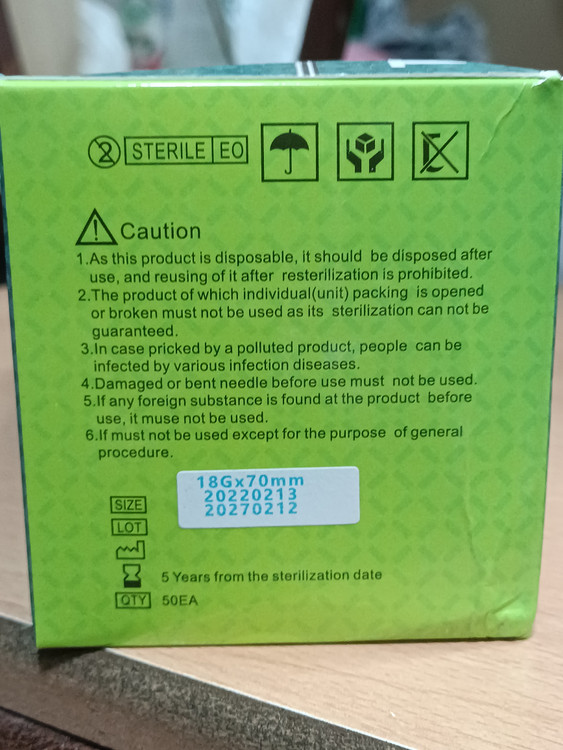 STERILE EO
Caution
1.As this product is disposable, it should be disposed after
use, and reusing of it after resterilization is prohibited.
2.The product of which individual(unit) packing is opened
or broken must not be used as its sterilization can not be
guaranteed.
3.In case pricked by a polluted product, people can be
infected by various infection diseases.
4.Damaged or bent needle before use must not be used.
5.If any foreign substance is found at the product before
use, it muse not be used.
6.If must not be used except for the purpose of general
procedure.
18Gx70mm
20220213
20270212
SIZE
LOT
5 Years from the sterilization date
QTY 50EA